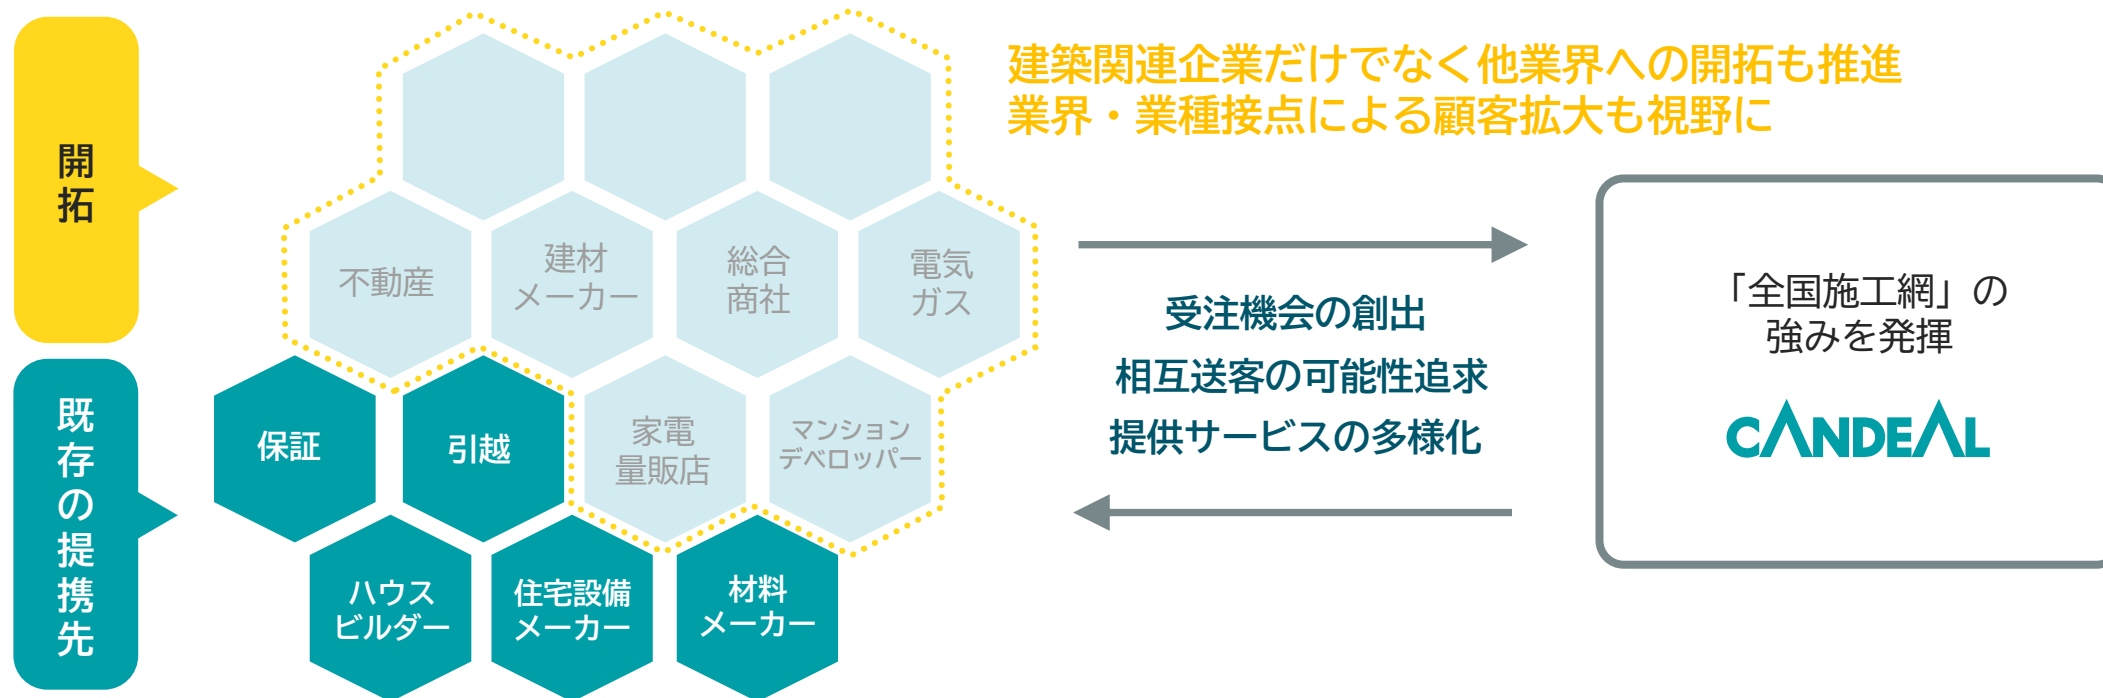 建築関連企業だけでなく他業界への開拓も推進
業界・業種接点による顧客拡大も視野に
開拓
不動産
建材
メーカー
総合
商社
電気
ガス
家電
量販店
マンション
デベロッパー
既存の提携先
保証
引越
ハウス
ビルダー
住宅設備
メーカー
材料
メーカー
受注機会の創出
相互送客の可能性追求
提供サービスの多様化
「全国施工網」の
強みを発揮
CANDEAL